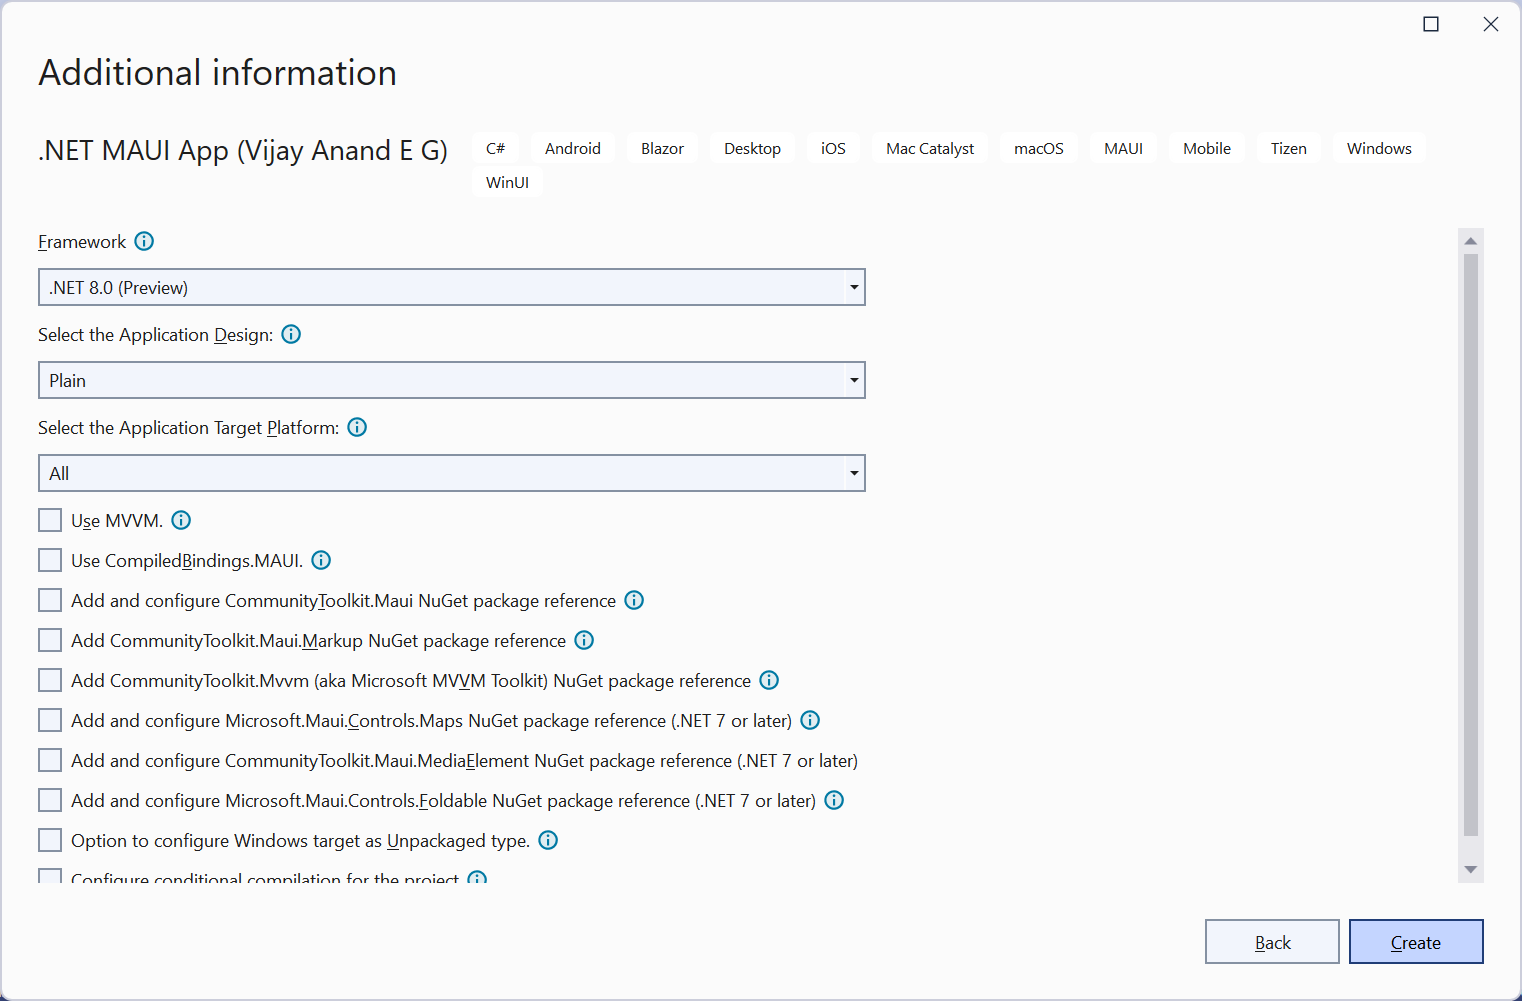 Additional information
.NET MAUI App (Vijay Anand E G) C# Android Blazor Desktop iOS Mac Catalyst macOS MAUI Mobile Tizen Windows
WinUI
Framework
.NET 8.0 (Preview)
Select the Application Design:
Plain
Select the Application Target Platform:
All
Use MVVM.
Use CompiledBindings.MAUI.
Add and configure CommunityToolkit.Maui NuGet package reference
Add CommunityToolkit.Maui.Markup NuGet package reference
Add CommunityToolkit.Mvvm (aka Microsoft MVVM Toolkit) NuGet package reference
Add and configure Microsoft.Maui.Controls.Maps NuGet package reference (.NET 7 or later)
Add and configure CommunityToolkit.Maui.MediaElement NuGet package reference (.NET 7 or later)
Add and configure Microsoft.Maui.Controls.Foldable NuGet package reference (.NET 7 or later)
Option to configure Windows target as Unpackaged type.
Configure conditional compilation for the project
Back Create